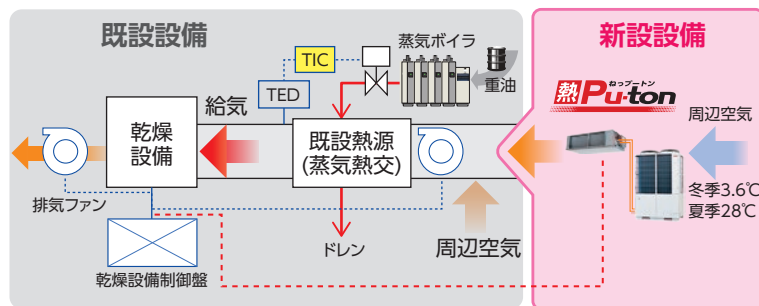 既設設備
新設設備
TIC
蒸気ボイラ
重油
TED
給気
乾燥
設備
既設熱源
(蒸気熱交)
排気ファン
ドレン
周辺空気
乾燥設備制御盤
ねっプートン
熱Pu-ton
周辺空気
冬季3.6℃
夏季28℃